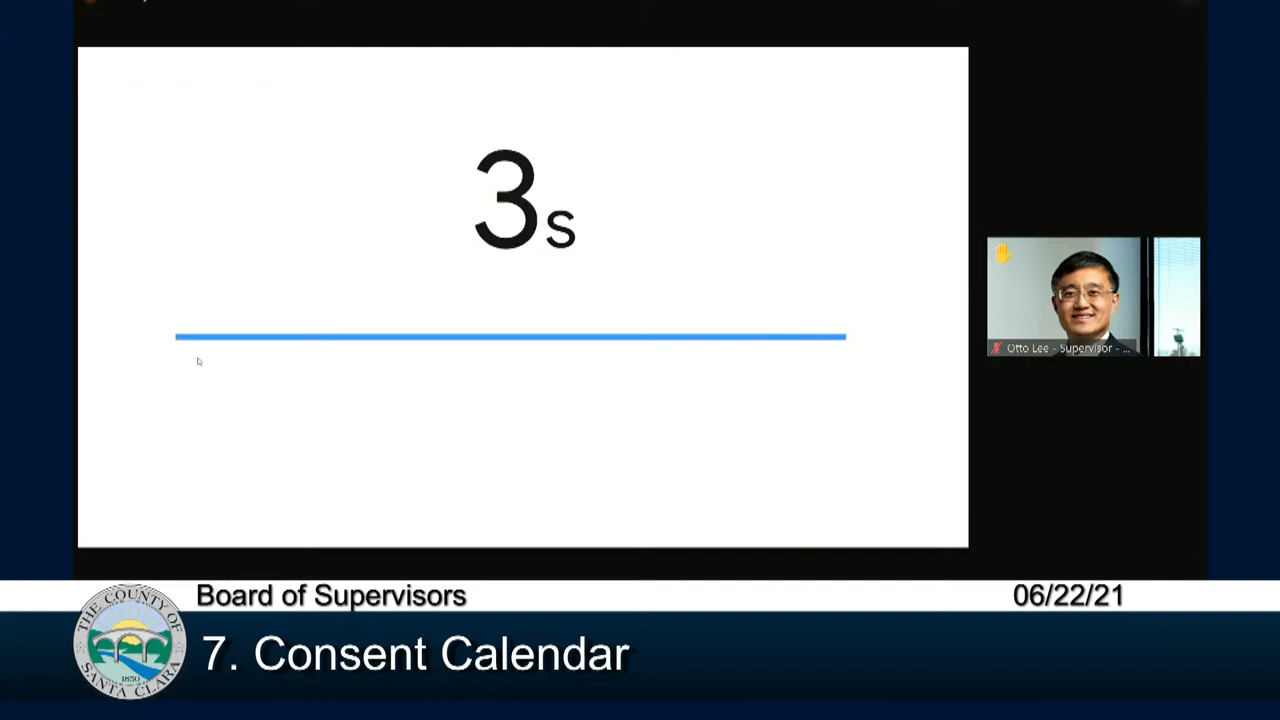 3s
Otto Lee - Supervisor - ...
Board of Supervisors
06/22/21
7. Consent Calendar
THE COUNTY OF
SANTA CLARA
1850